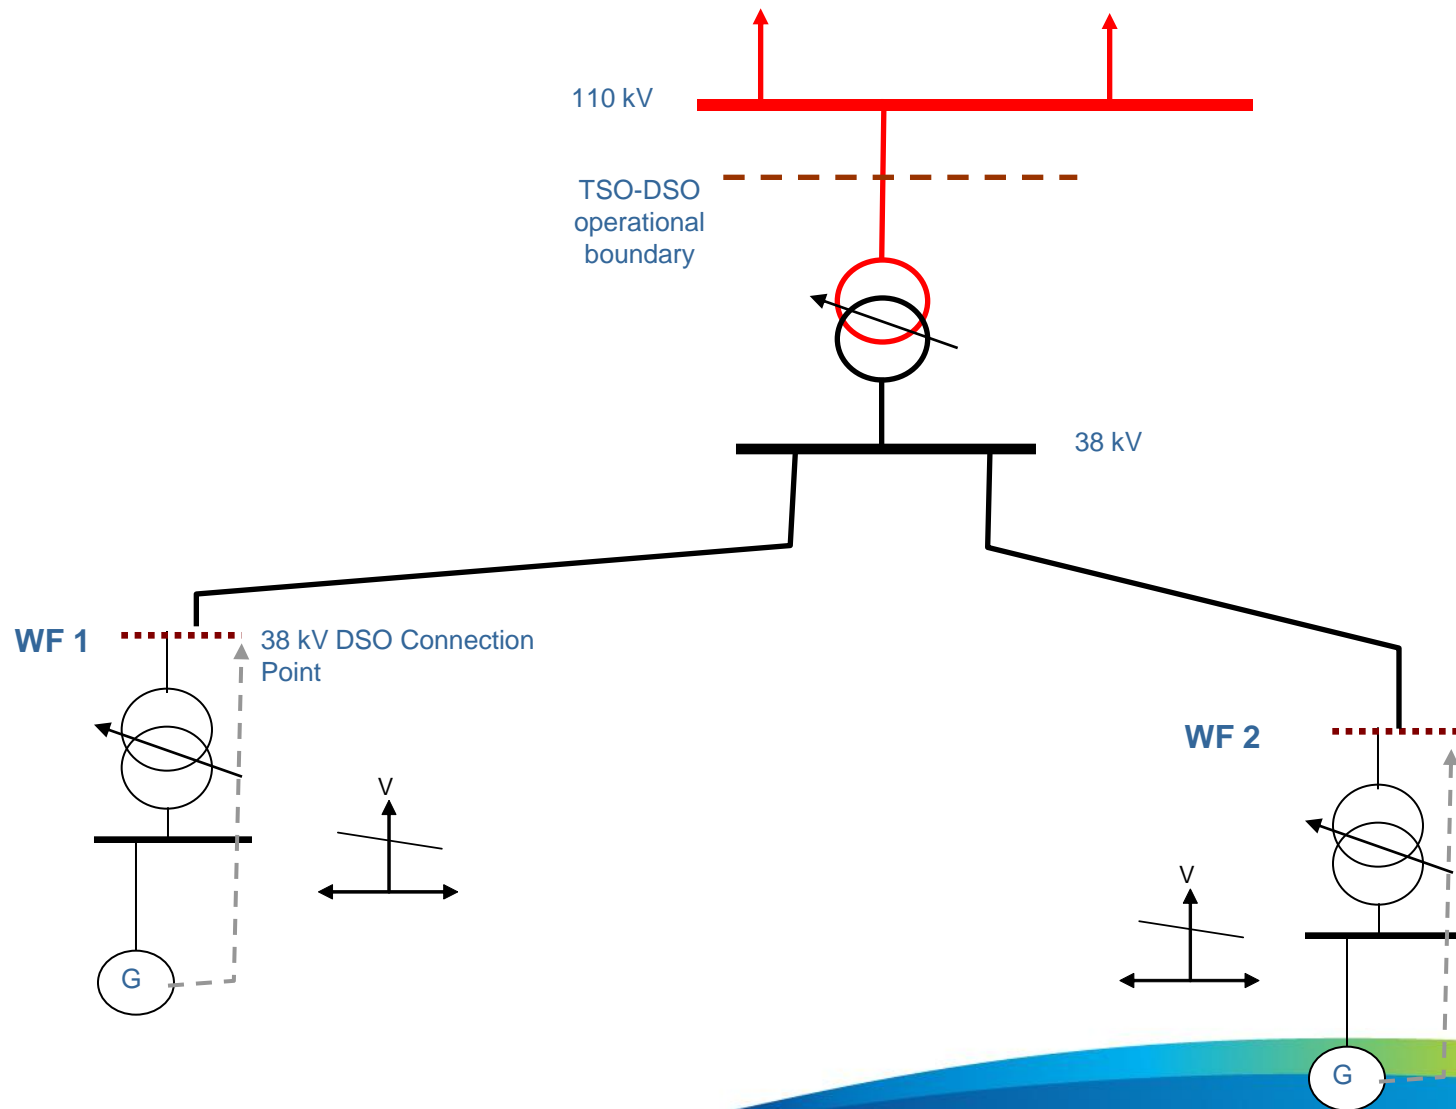 110 kV
TSO-DSO
operational
boundary
38 kV
WF 1
38 kV DSO Connection
Point
WF 2
V
V
G
G